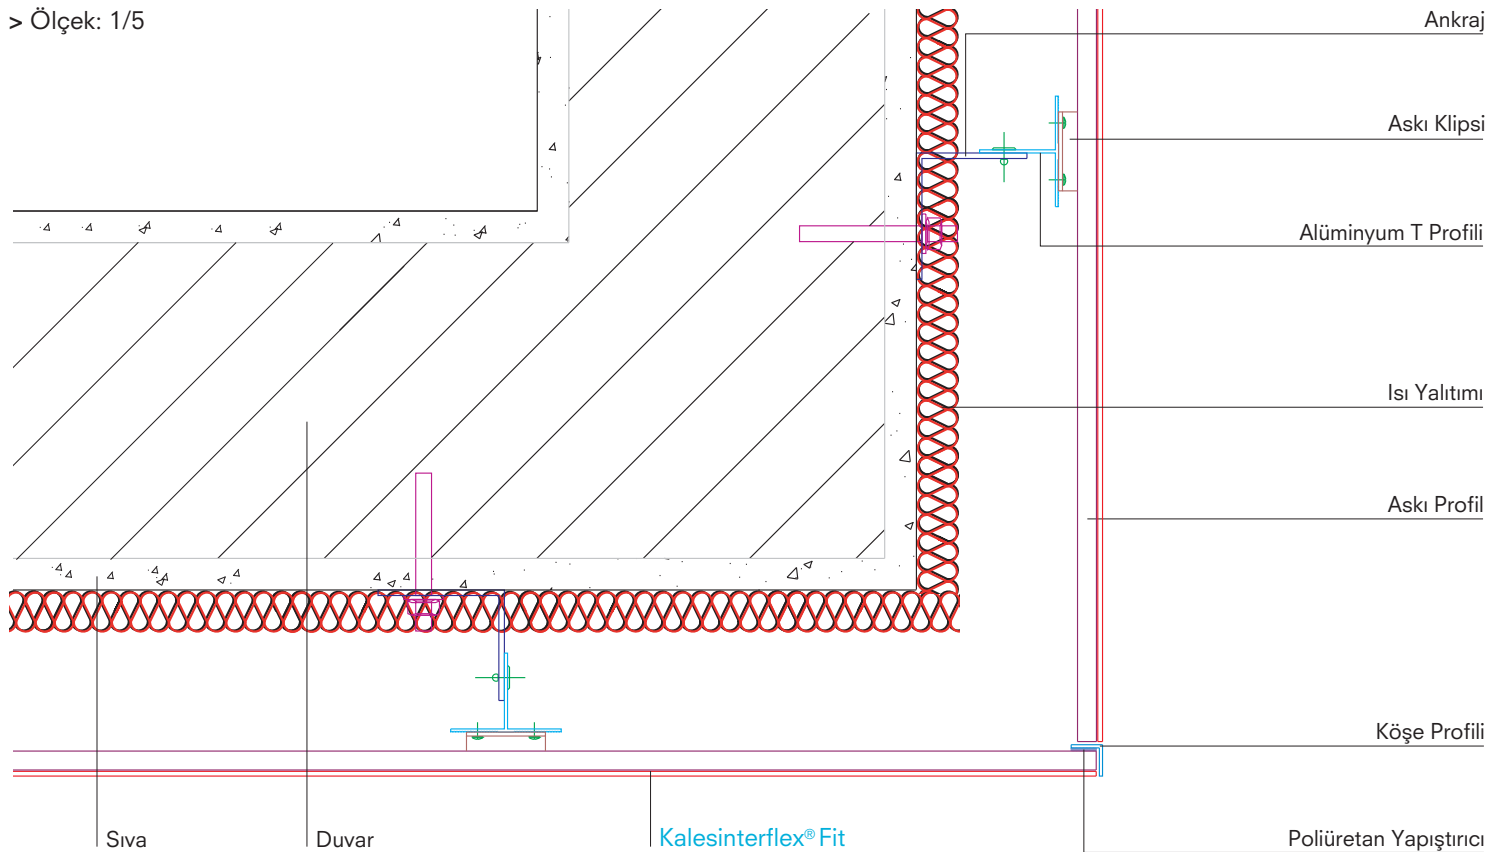 > Ölçek: 1/5
Ankraj
Askı Klipsi
Alüminyum T Profili
Isı Yalıtımı
Askı Profil
Köşe Profili
Sıva
Duvar
Kalesinterflex® Fit
Poliüretan Yapıştırıcı